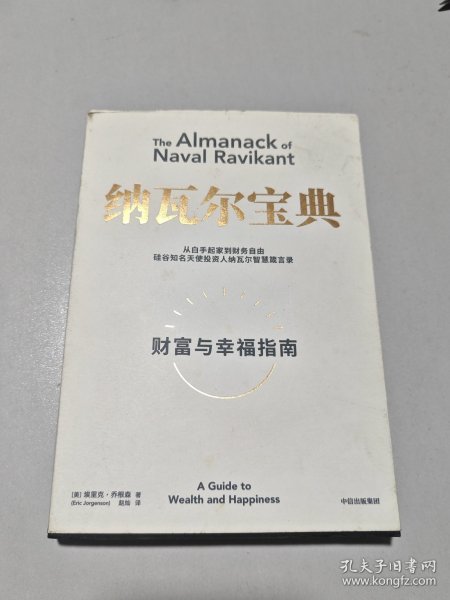 The Almanack of
Naval Ravikant
纳瓦尔宝典
从白手起家到财务自由
硅谷知名天使投资人纳瓦尔智慧箴言录
财富与幸福指南
A Guide to
Wealth and Happiness
[美] 埃里克·乔根森 著
(Eric Jorgenson) 赵灿 译
中信出版集团
孔夫子旧书网
www.kongfz.com